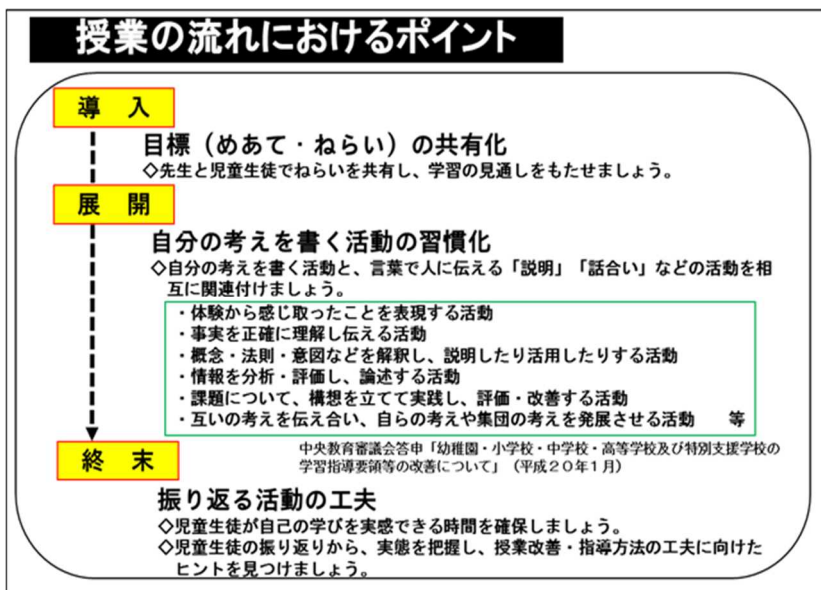 授業の流れにおけるポイント
導　入
目標（めあて・ねらい）の共有化
◇先生と児童生徒でねらいを共有し、学習の見通しをもたせましょう。
展　開
自分の考えを書く活動の習慣化
◇自分の考えを書く活動と、言葉で人に伝える「説明」「話合い」などの活動を相
互に関連付けましょう。
・体験から感じ取ったことを表現する活動
・事実を正確に理解し伝える活動
・概念・法則・意図などを解釈し、説明したり活用したりする活動
・情報を分析・評価し、論述する活動
・課題について、構想を立てて実践し、評価・改善する活動
・互いの考えを伝え合い、自らの考えや集団の考えを発展させる活動　等
中央教育審議会答申「幼稚園・小学校・中学校・高等学校及び特別支援学校の
学習指導要領等の改善について」（平成２０年１月）
終　末
振り返る活動の工夫
◇児童生徒が自己の学びを実感できる時間を確保しましょう。
◇児童生徒の振り返りから、実態を把握し、授業改善・指導方法の工夫に向けた
ヒントを見つけましょう。